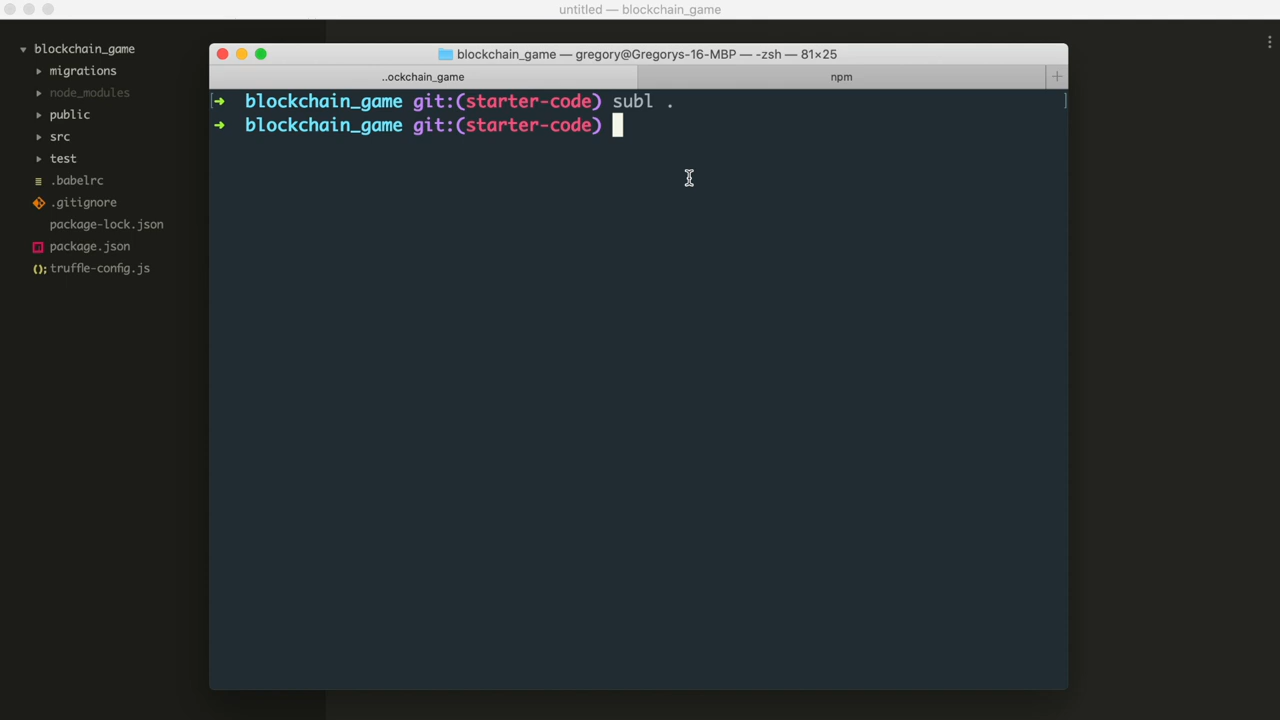 untitled — blockchain_game
blockchain_game
migrations
node_modules
public
src
test
.babelrc
.gitignore
package-lock.json
package.json
truffle-config.js
blockchain_game — gregory@Gregorys-16-MBP — -zsh — 81×25
..ockchain_game
npm
[➜ blockchain_game git:(starter-code) subl . ]
➜ blockchain_game git:(starter-code)